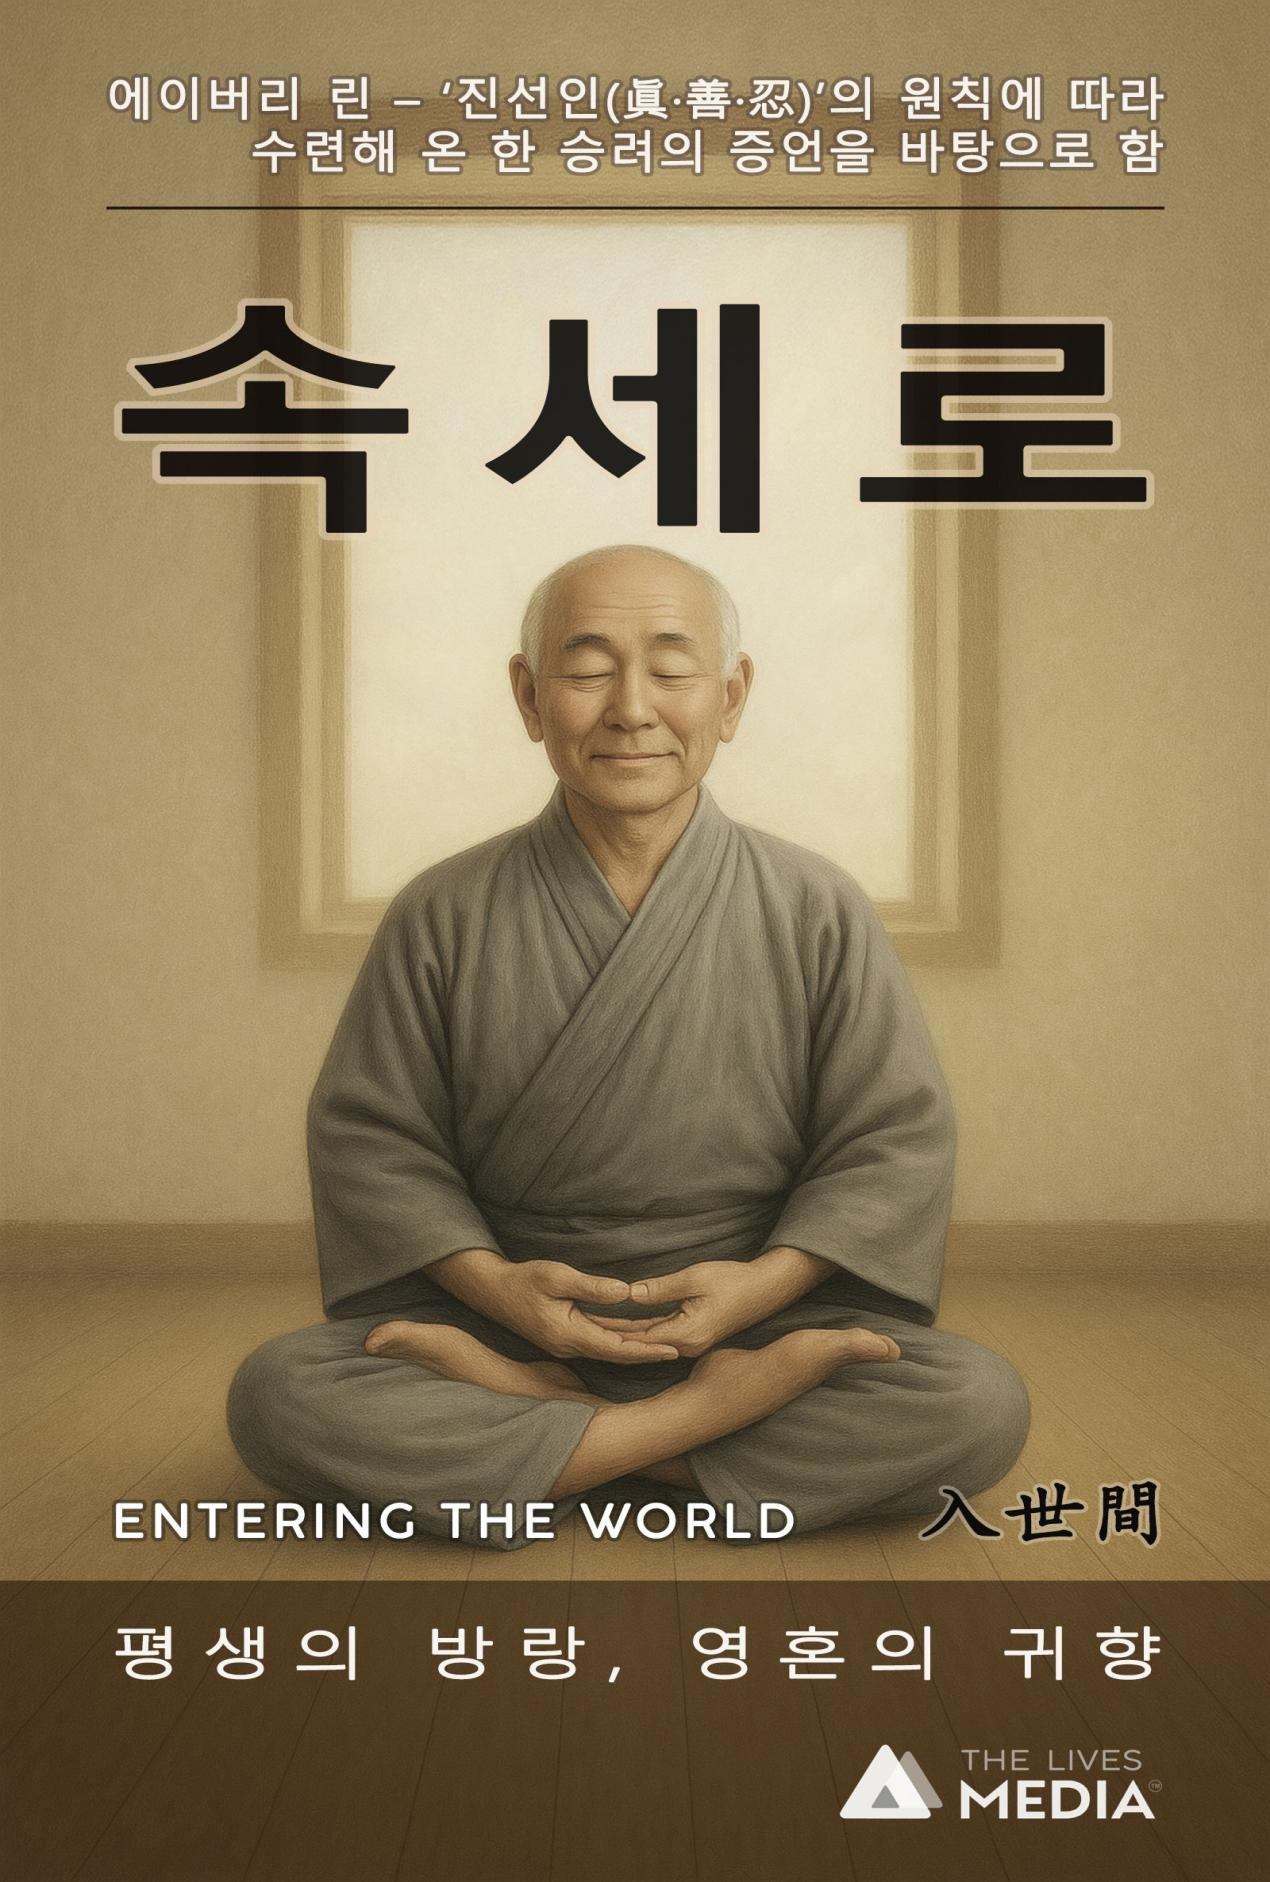 에이버리 린 – ‘진선인(眞·善·忍)’의 원칙에 따라
수련해 온 한 승려의 증언을 바탕으로 함
속세로
ENTERING THE WORLD
入世間
평생의 방랑, 영혼의 귀향
THE LIVES
MEDIA™